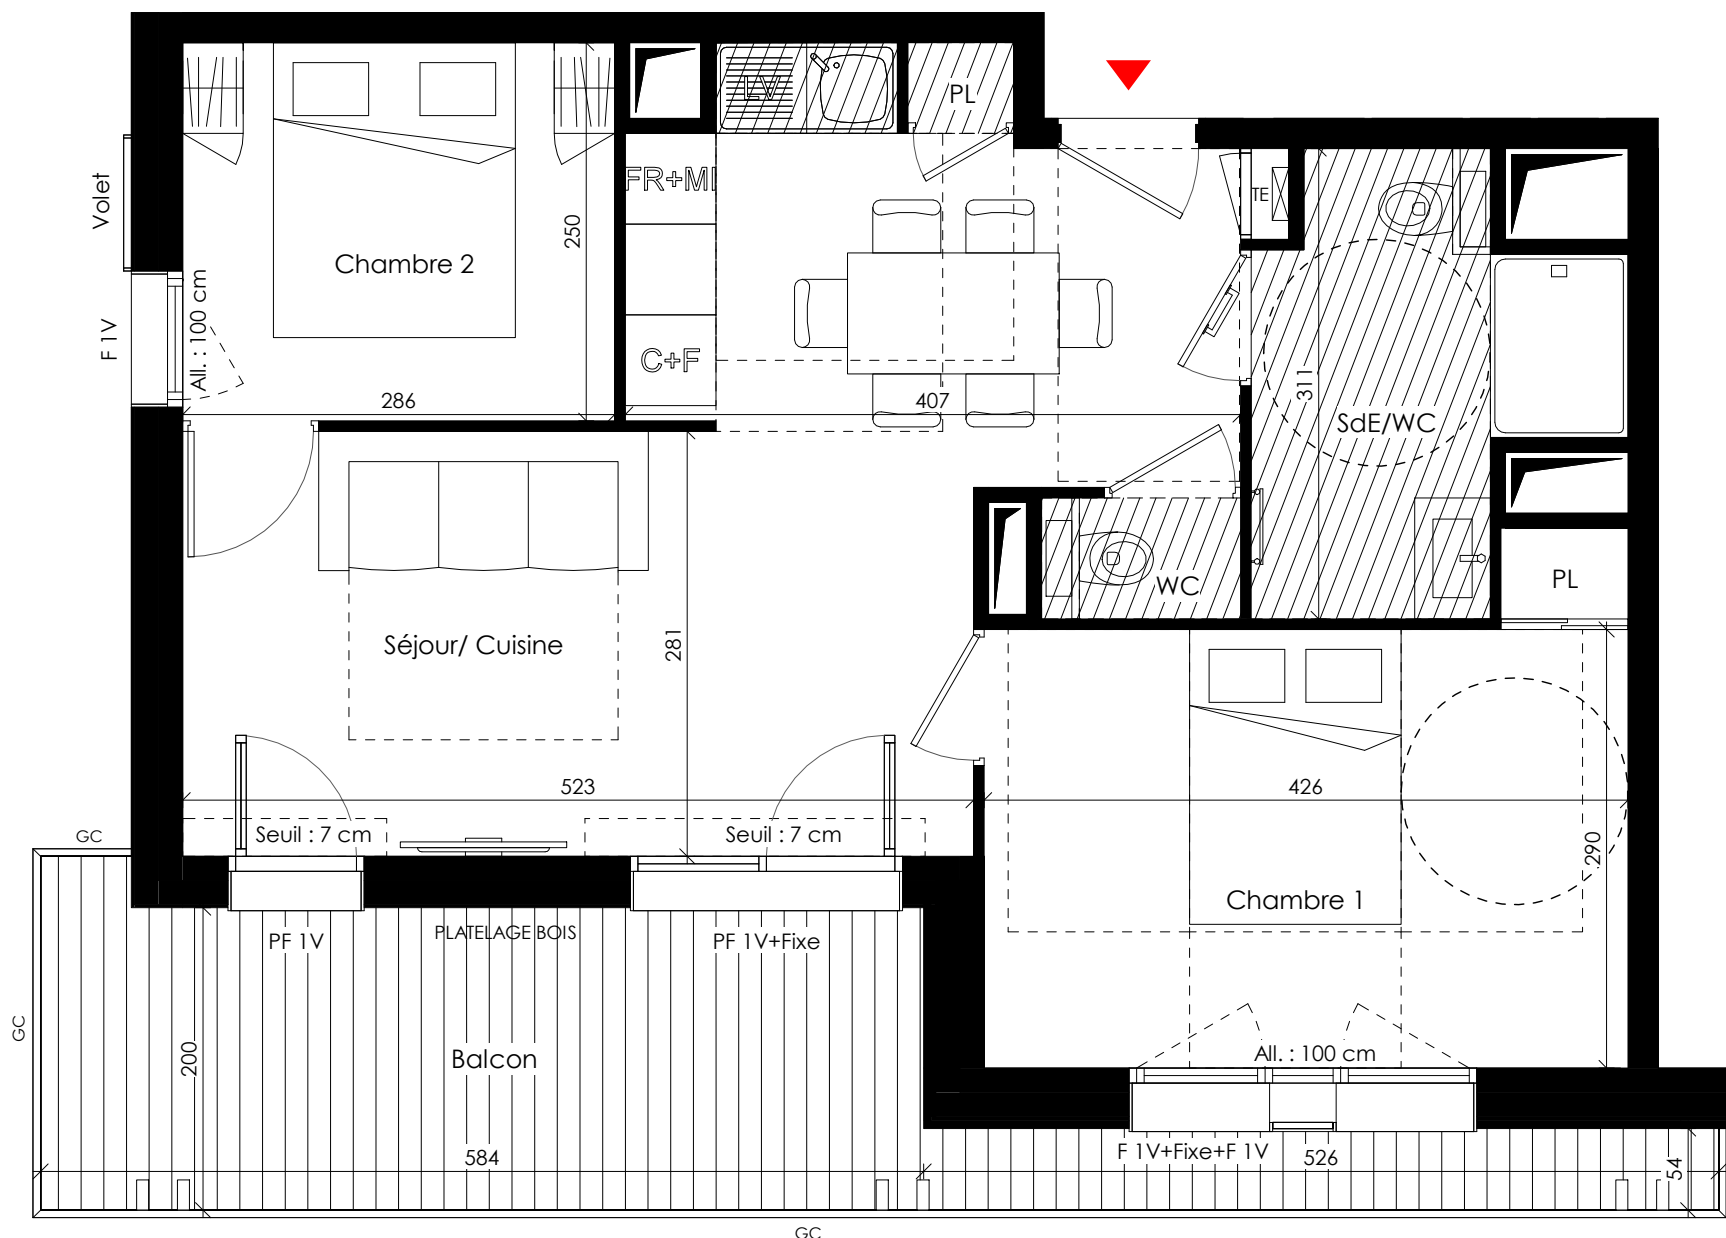 LV
PL
FR+MI
TE
Volet
250
Chambre 2
F 1V
All. : 100 cm
C+F
286
407
311
SdE/WC
WC
PL
Séjour/ Cuisine
281
523
426
GC
Seuil : 7 cm
Seuil : 7 cm
290
Chambre 1
PF 1V
PLATELAGE BOIS
PF 1V+Fixe
GC
200
Balcon
All. : 100 cm
F 1V+Fixe+F 1V
584
526
54
GC